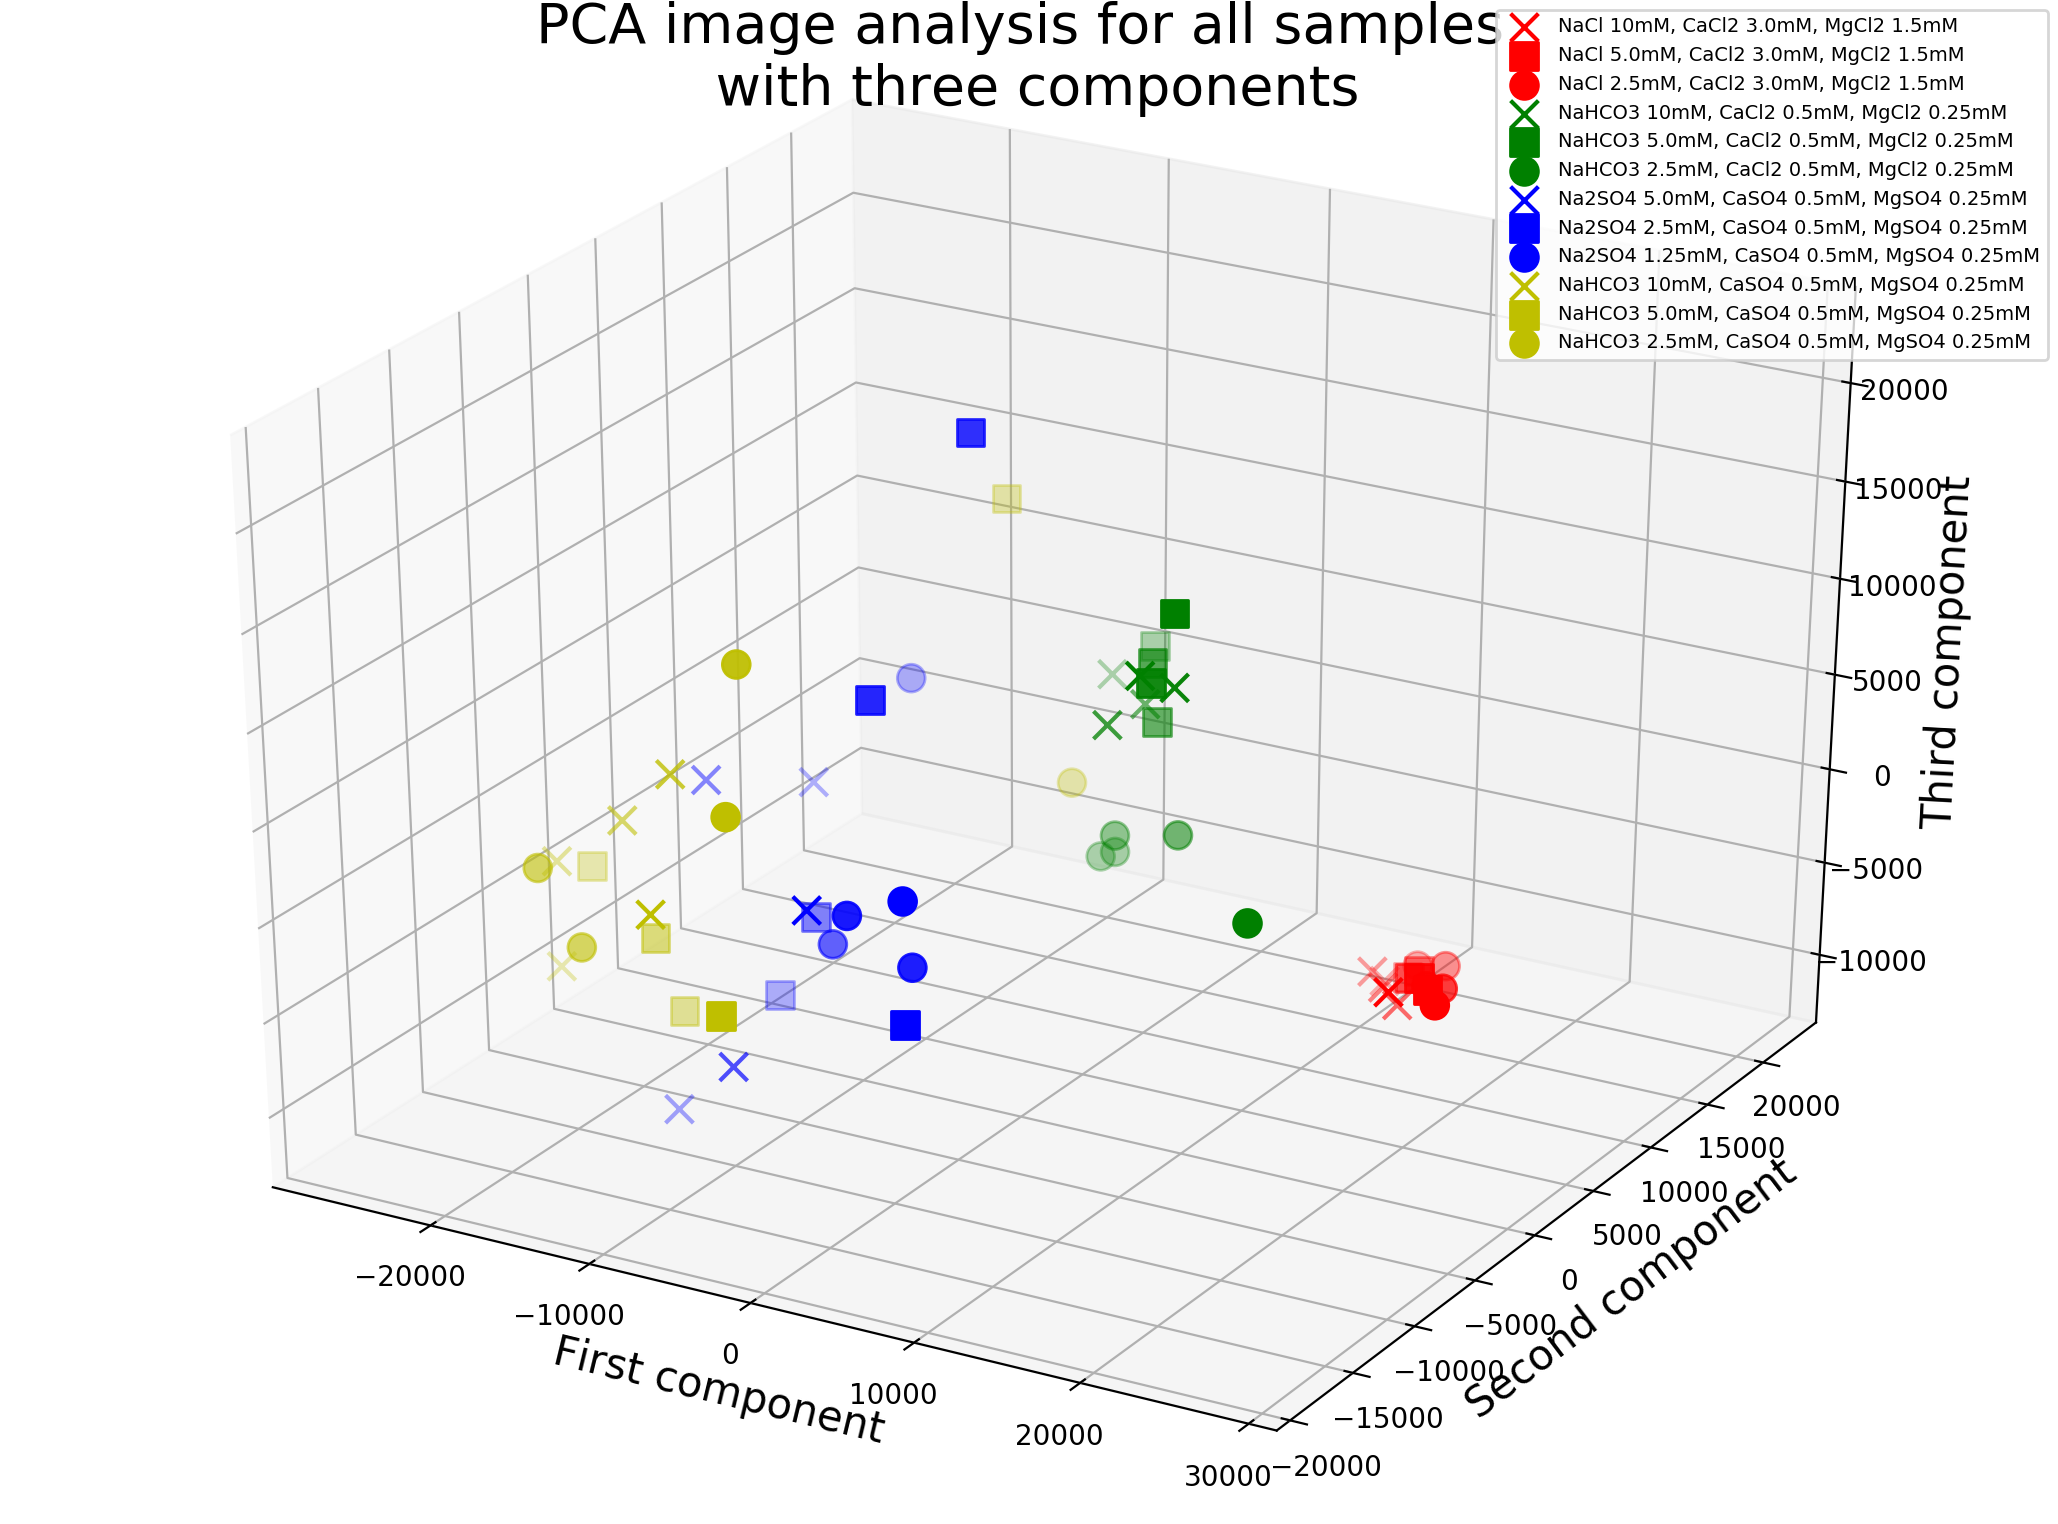 PCA image analysis for all samples
with three components
NaCl 10mM, CaCl2 3.0mM, MgCl2 1.5mM
NaCl 5.0mM, CaCl2 3.0mM, MgCl2 1.5mM
NaCl 2.5mM, CaCl2 3.0mM, MgCl2 1.5mM
NaHCO3 10mM, CaCl2 0.5mM, MgCl2 0.25mM
NaHCO3 5.0mM, CaCl2 0.5mM, MgCl2 0.25mM
NaHCO3 2.5mM, CaCl2 0.5mM, MgCl2 0.25mM
Na2SO4 5.0mM, CaSO4 0.5mM, MgSO4 0.25mM
Na2SO4 2.5mM, CaSO4 0.5mM, MgSO4 0.25mM
Na2SO4 1.25mM, CaSO4 0.5mM, MgSO4 0.25mM
NaHCO3 10mM, CaSO4 0.5mM, MgSO4 0.25mM
NaHCO3 5.0mM, CaSO4 0.5mM, MgSO4 0.25mM
NaHCO3 2.5mM, CaSO4 0.5mM, MgSO4 0.25mM
20000
15000
10000
5000
0
−5000
−10000
Third component
20000
15000
10000
5000
0
−5000
−10000
−15000
−20000
Second component
−20000
−10000
0
10000
20000
30000
First component